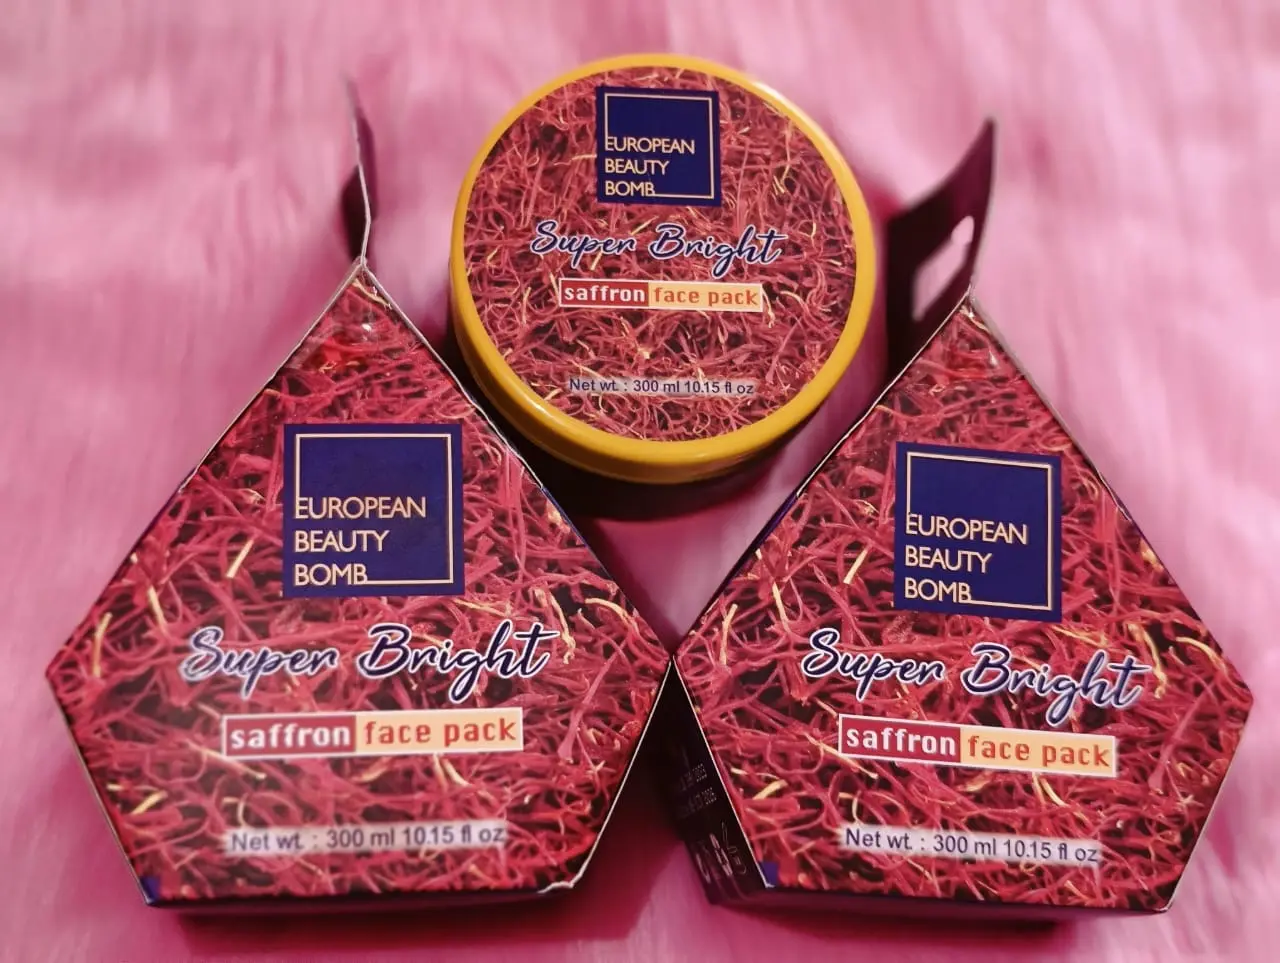 EUROPEAN
BEAUTY
BOMB
Super Bright
saffron face pack
Net wt. : 300 ml 10.15 fl oz
EUROPEAN
BEAUTY
BOMB
Super Bright
saffron face pack
Net wt. : 300 ml 10.15 fl oz
EUROPEAN
BEAUTY
BOMB
Super Bright
saffron face pack
Net wt. : 300 ml 10.15 fl oz